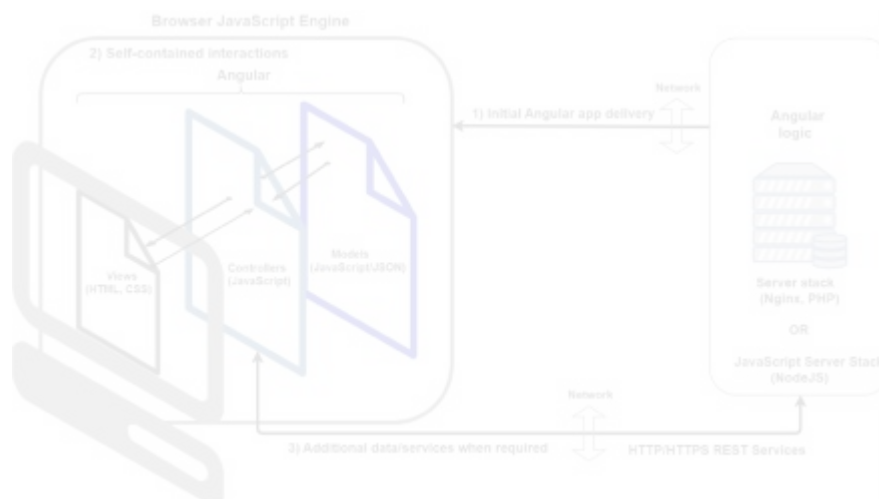 Browser JavaScript Engine
2) Self-contained interactions
Angular
Network
1) Initial Angular app delivery
Angular
logic
Views
(HTML, CSS)
Controllers
(JavaScript)
Models
(JavaScript/JSON)
Server stack
(Nginx, PHP)
OR
JavaScript Server Stack
(NodeJS)
Network
3) Additional data/services when required
HTTP/HTTPS REST Services